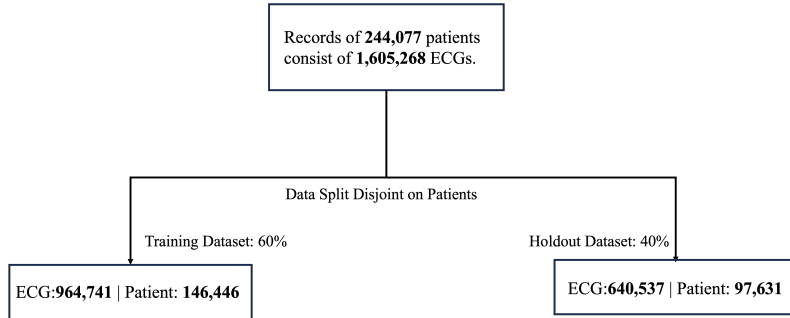 Records of 244,077 patients
consist of 1,605,268 ECGs.
Data Split Disjoint on Patients
Training Dataset: 60%
Holdout Dataset: 40%
ECG:964,741 | Patient: 146,446
ECG:640,537 | Patient: 97,631